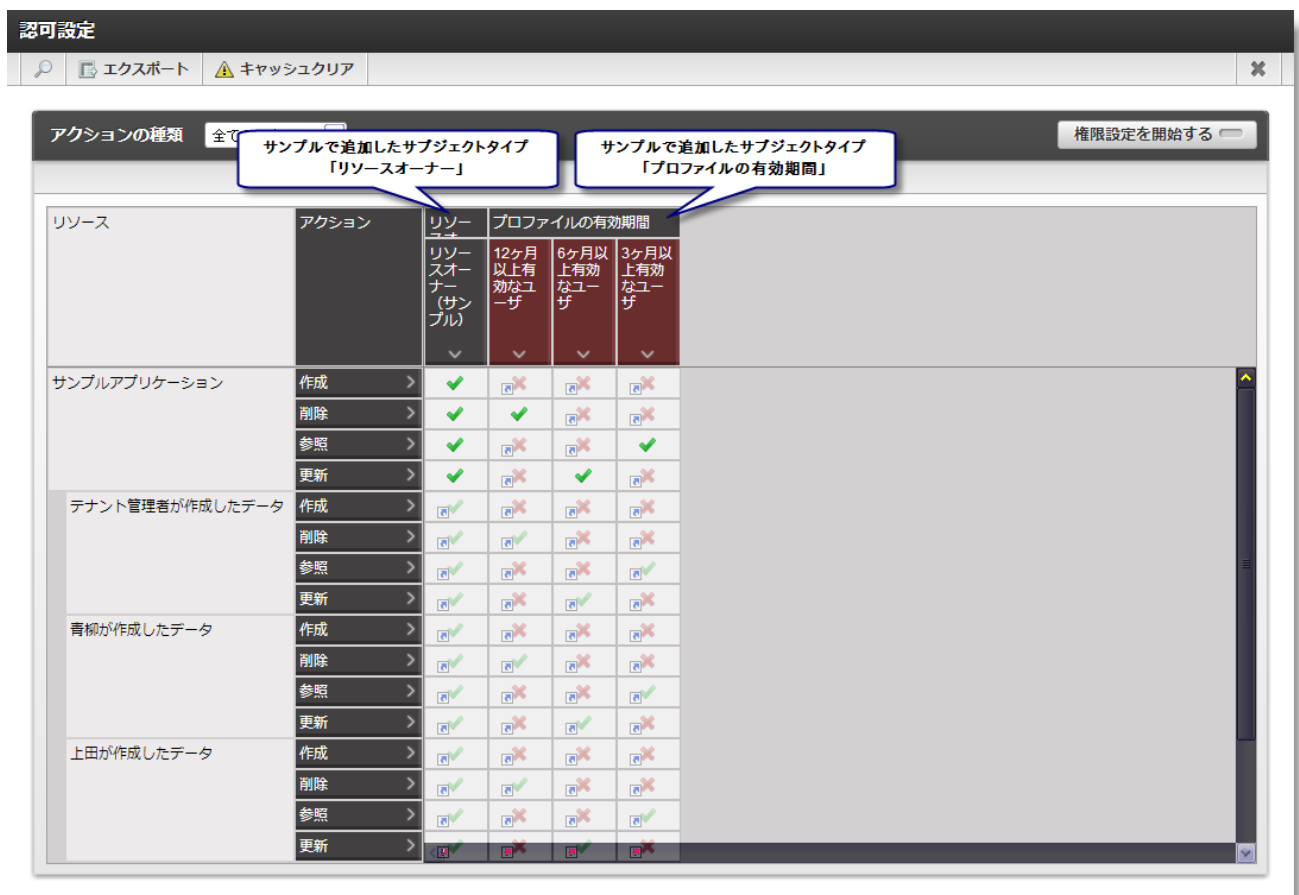 認可設定
エクスポート キャッシュクリア
アクションの種類 全て 権限設定を開始する
サンプルで追加したサブジェクトタイプ
「リソースオーナー」
サンプルで追加したサブジェクトタイプ
「プロファイルの有効期間」
リソース アクション リソー プロファイルの有効期間
リソースオーナー（サンプル） 12ヶ月以上有効なユーザ 6ヶ月以上有効なユーザ 3ヶ月以上有効なユーザ
サンプルアプリケーション 作成
削除
参照
更新
テナント管理者が作成したデータ 作成
削除
参照
更新
青柳が作成したデータ 作成
削除
参照
更新
上田が作成したデータ 作成
削除
参照
更新